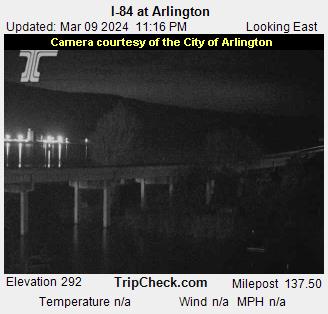 I-84 at Arlington
Updated: Mar 09 2024 11:16 PM Looking East
Camera courtesy of the City of Arlington
Elevation 292 TripCheck.com Milepost 137.50
Temperature n/a Wind n/a MPH n/a